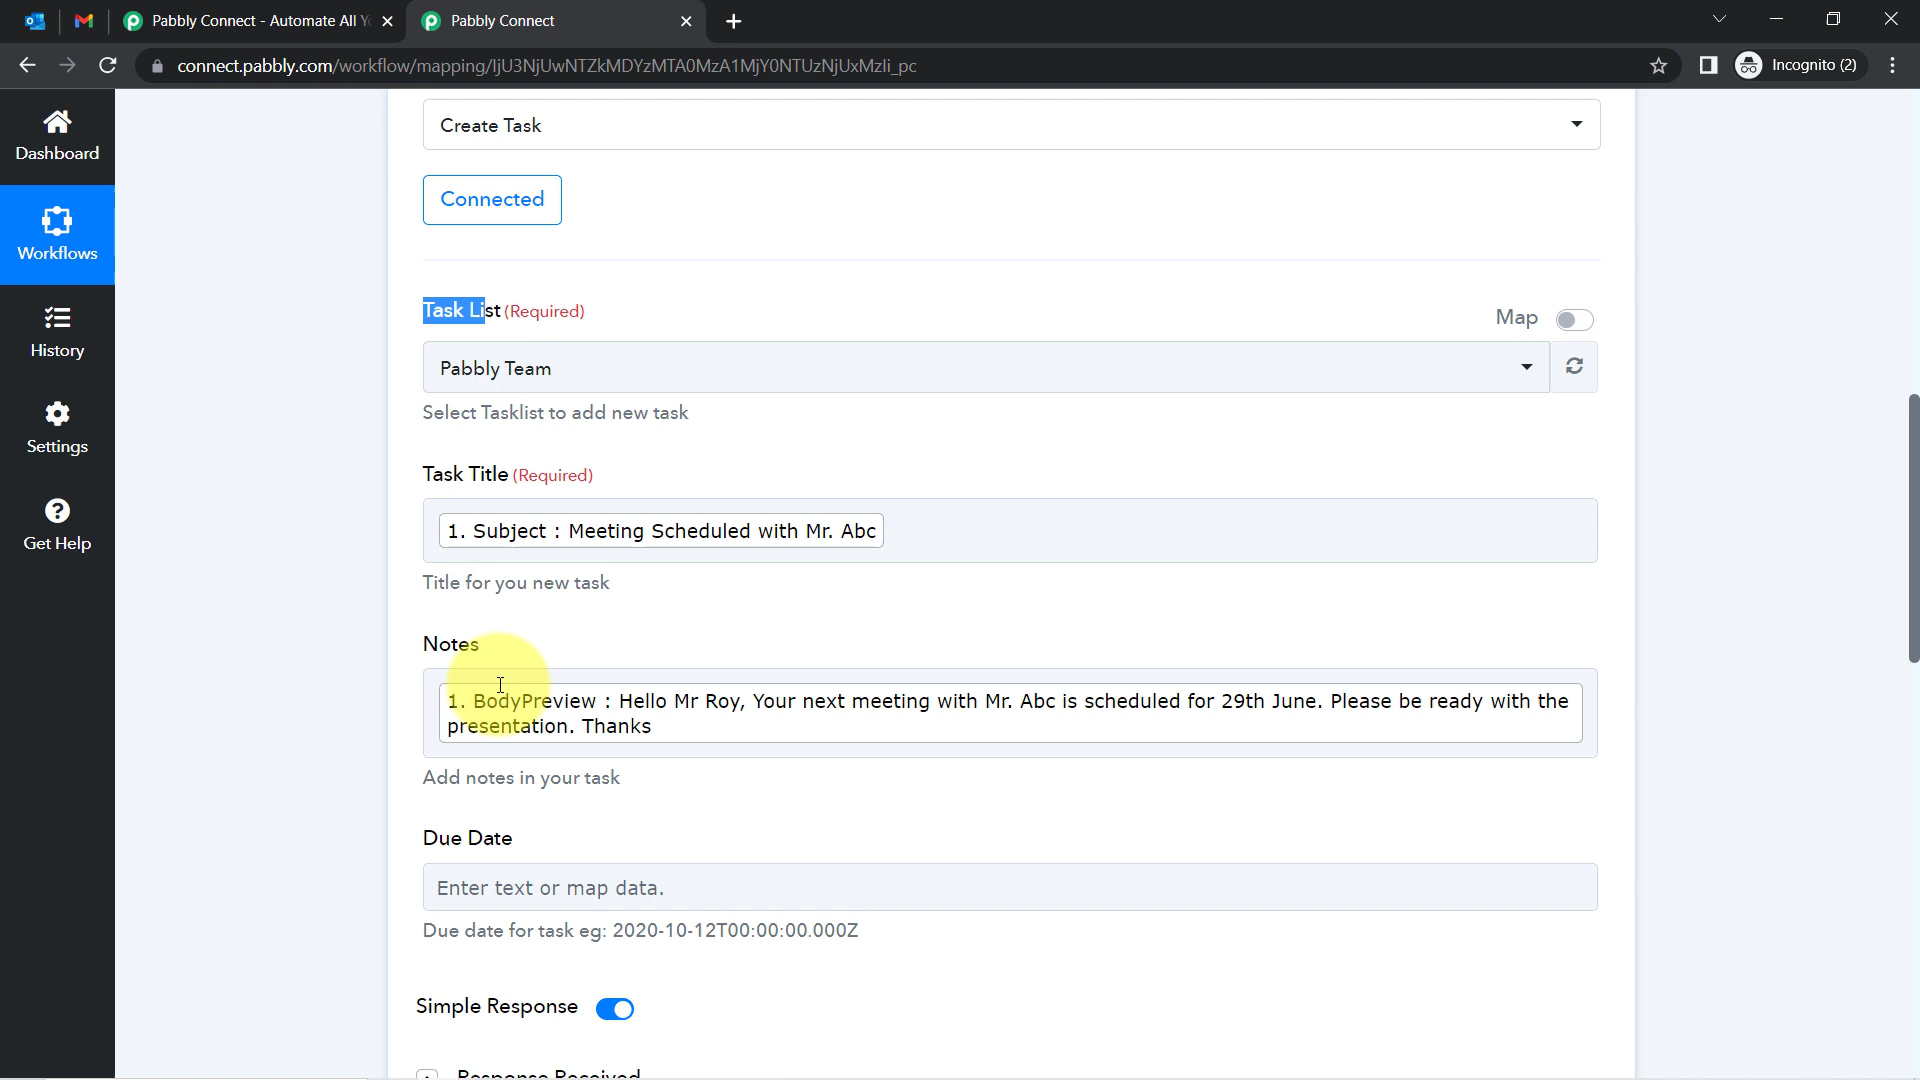 Pabbly Connect - Automate All Y
Pabbly Connect
connect.pabbly.com/workflow/mapping/IjU3NjUwNTZkMDYzMTA0MzA1MjY0NTUzNjUxMzIi_pc
Incognito (2)
Dashboard
Workflows
History
Settings
Get Help
Create Task
Connected
Task List (Required)
Map
Pabbly Team
Select Tasklist to add new task
Task Title (Required)
1. Subject : Meeting Scheduled with Mr. Abc
Title for you new task
Notes
1. BodyPreview : Hello Mr Roy, Your next meeting with Mr. Abc is scheduled for 29th June. Please be ready with the
presentation. Thanks
Add notes in your task
Due Date
Enter text or map data.
Due date for task eg: 2020-10-12T00:00:00.000Z
Simple Response
Response Received